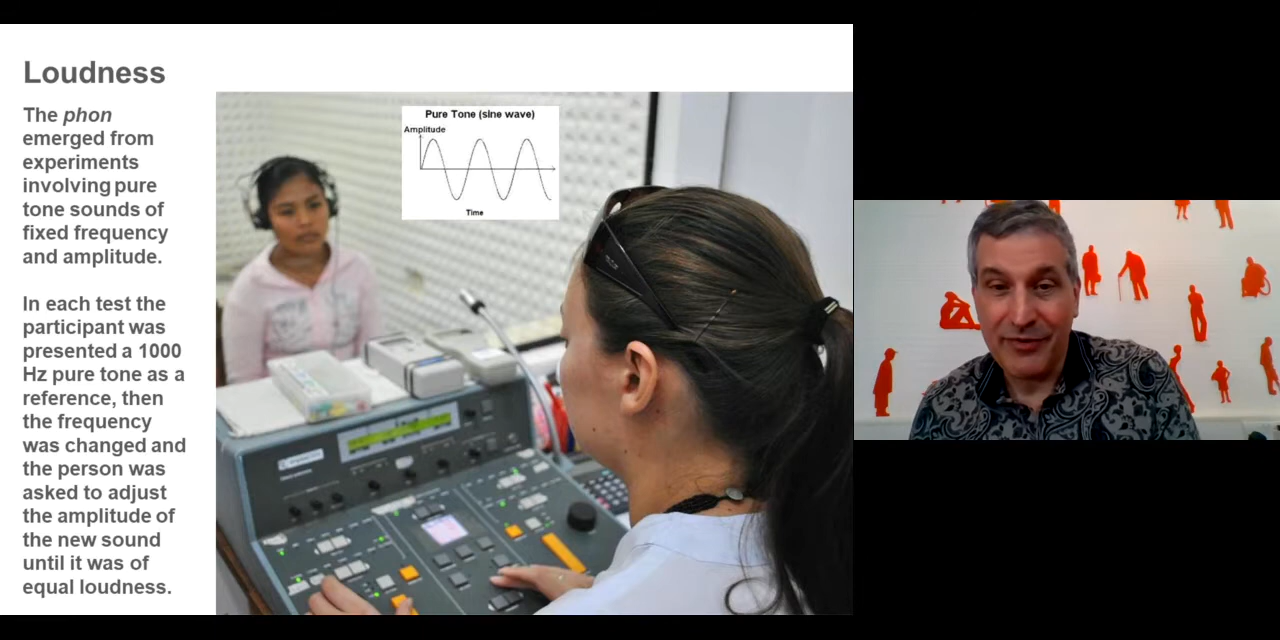 Loudness
The phon
emerged from
experiments
involving pure
tone sounds of
fixed frequency
and amplitude.
In each test the
participant was
presented a 1000
Hz pure tone as a
reference, then
the frequency
was changed and
the person was
asked to adjust
the amplitude of
the new sound
until it was of
equal loudness.
Pure Tone (sine wave)
Amplitude
Time